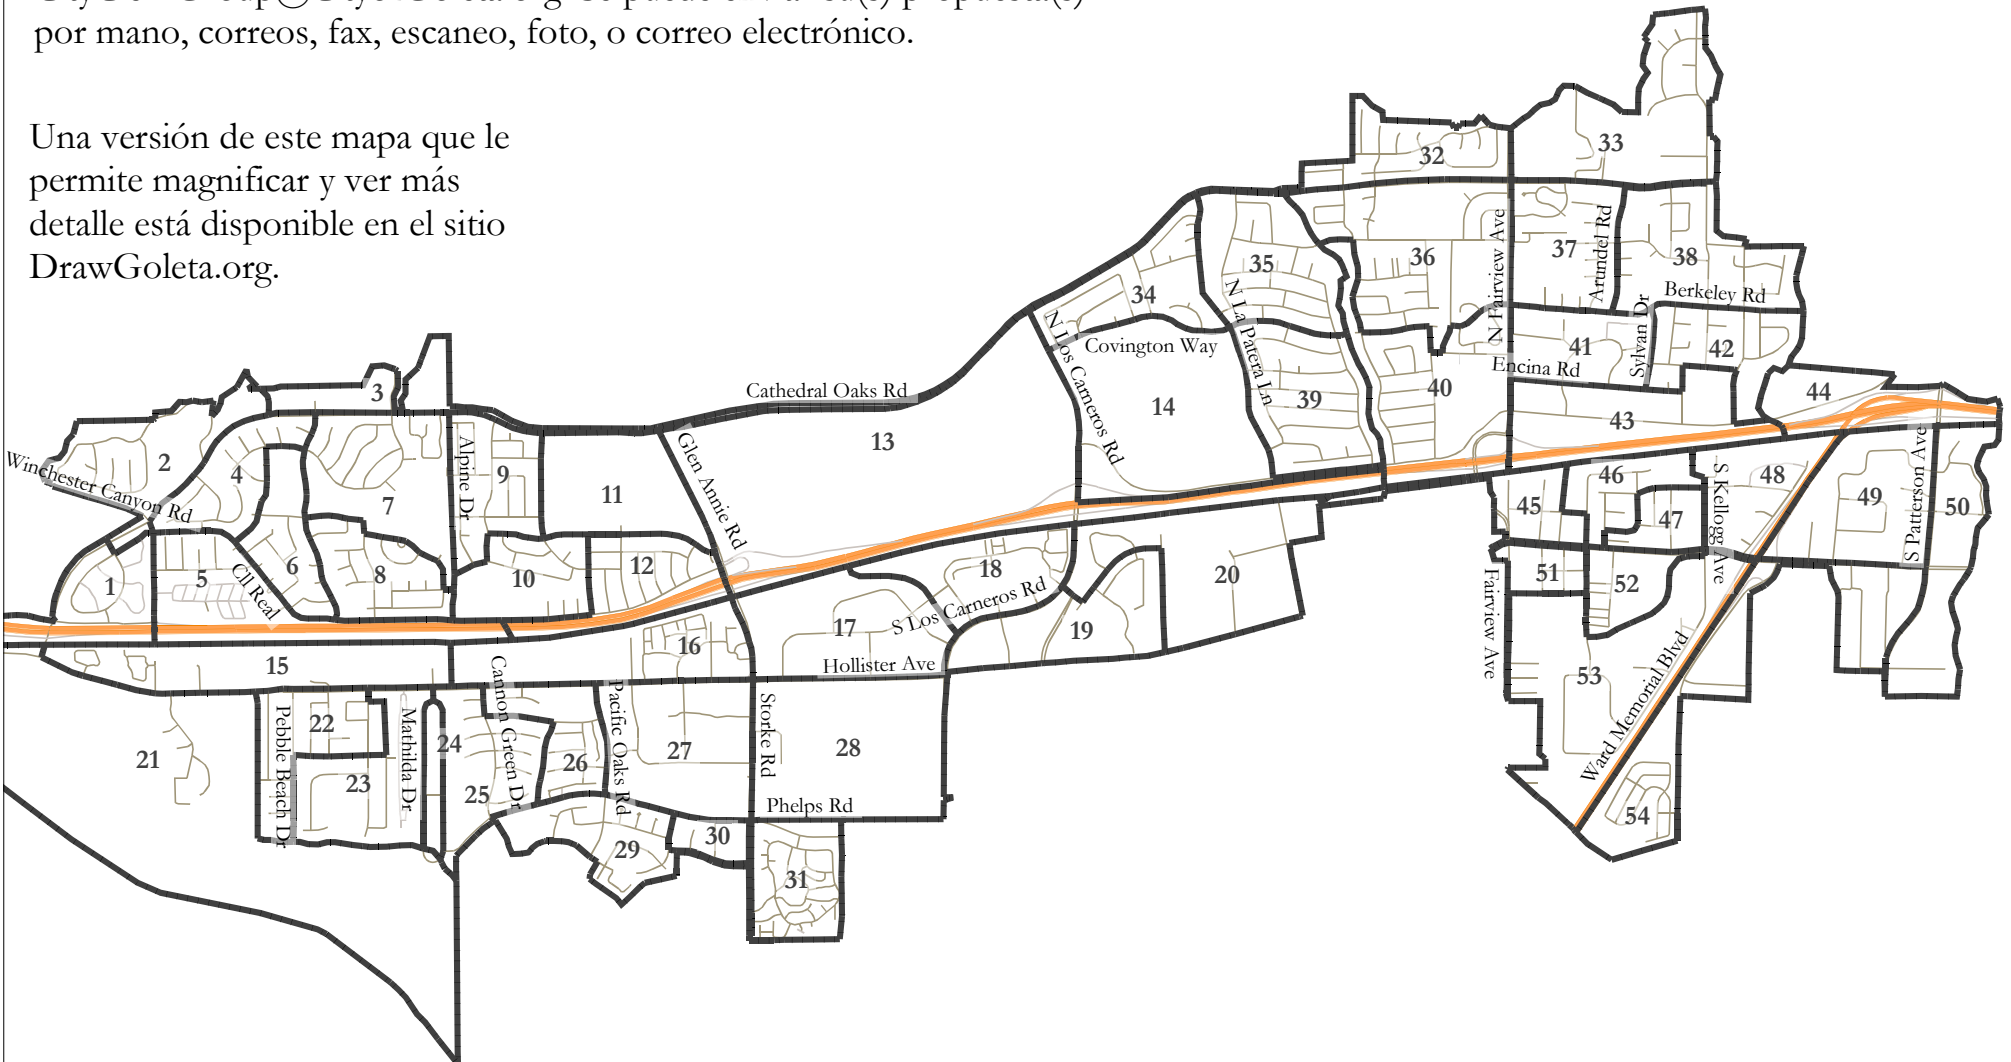 por mano, correos, fax, escaneo, foto, o correo electrónico.
Una versión de este mapa que le
permite magnificar y ver más
detalle está disponible en el sitio
DrawGoleta.org.
33
32
N Fairview Ave
Arundel Rd
37
38
36
35
34
Berkeley Rd
N La Patera Ln
N Los Carneros Rd
Covington Way
41
Sylvan Dr
42
Encina Rd
40
39
14
44
43
3
Cathedral Oaks Rd
13
Glen Annie Rd
Alpine Dr
9
2
4
7
11
Winchester Canyon Rd
S Patterson Ave
S Kellogg Ave
46
48
49
50
45
47
1
5
Cll Real
6
8
10
12
18
20
51
52
Fairview Ave
S Los Carneros Rd
17
19
16
15
Hollister Ave
53
Ward Memorial Blvd
Cannon Green Dr
Pacific Oaks Rd
Storke Rd
Pebble Beach Dr
22
Mathilda Dr
24
21
23
25
26
27
28
Phelps Rd
54
29
30
31